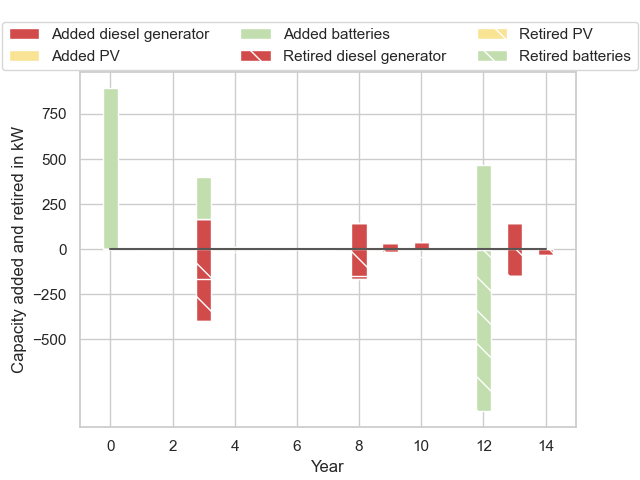 Added diesel generator Added batteries Retired PV
Added PV Retired diesel generator Retired batteries
Capacity added and retired in kW
750
500
250
0
−250
−500
0 2 4 6 8 10 12 14
Year